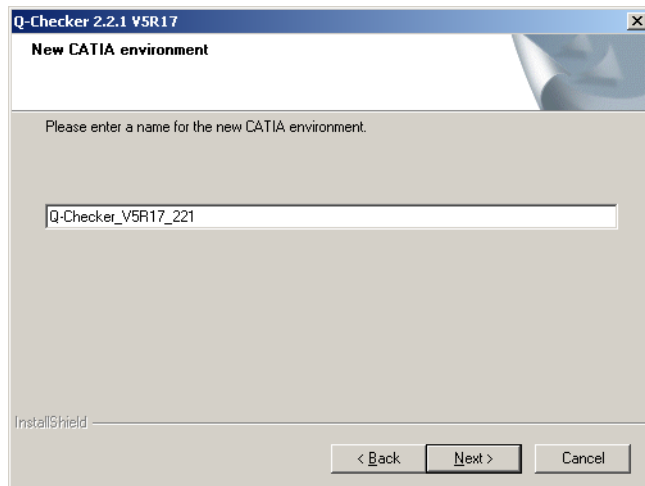 Q-Checker 2.2.1 V5R17
New CATIA environment
Please enter a name for the new CATIA environment.
Q-Checker_V5R17_221
InstallShield
< Back
Next >
Cancel